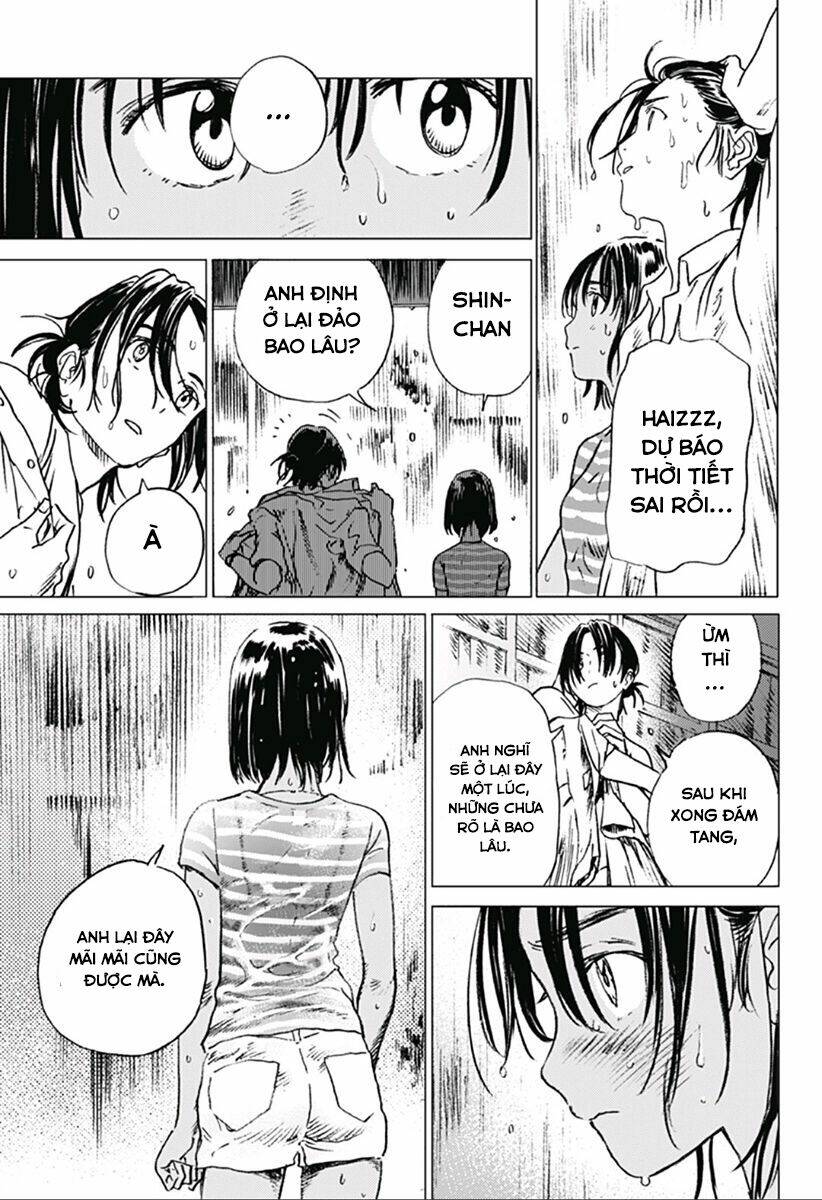 HAIZZZ,
DỰ BÁO
THỜI TIẾT
SAI RỒI...
...
SHIN-
CHAN
ANH ĐỊNH
Ở LẠI ĐẢO
BAO LÂU?
À
ỪM
THÌ
...
SAU KHI
XONG ĐÁM
TANG,
ANH NGHĨ
SẼ Ở LẠI ĐÂY
MỘT LÚC,
NHỮNG CHƯA
RÕ LÀ BAO
LÂU.
ANH LẠI ĐÂY
MÃI MÃI CŨNG
ĐƯỢC MÀ.